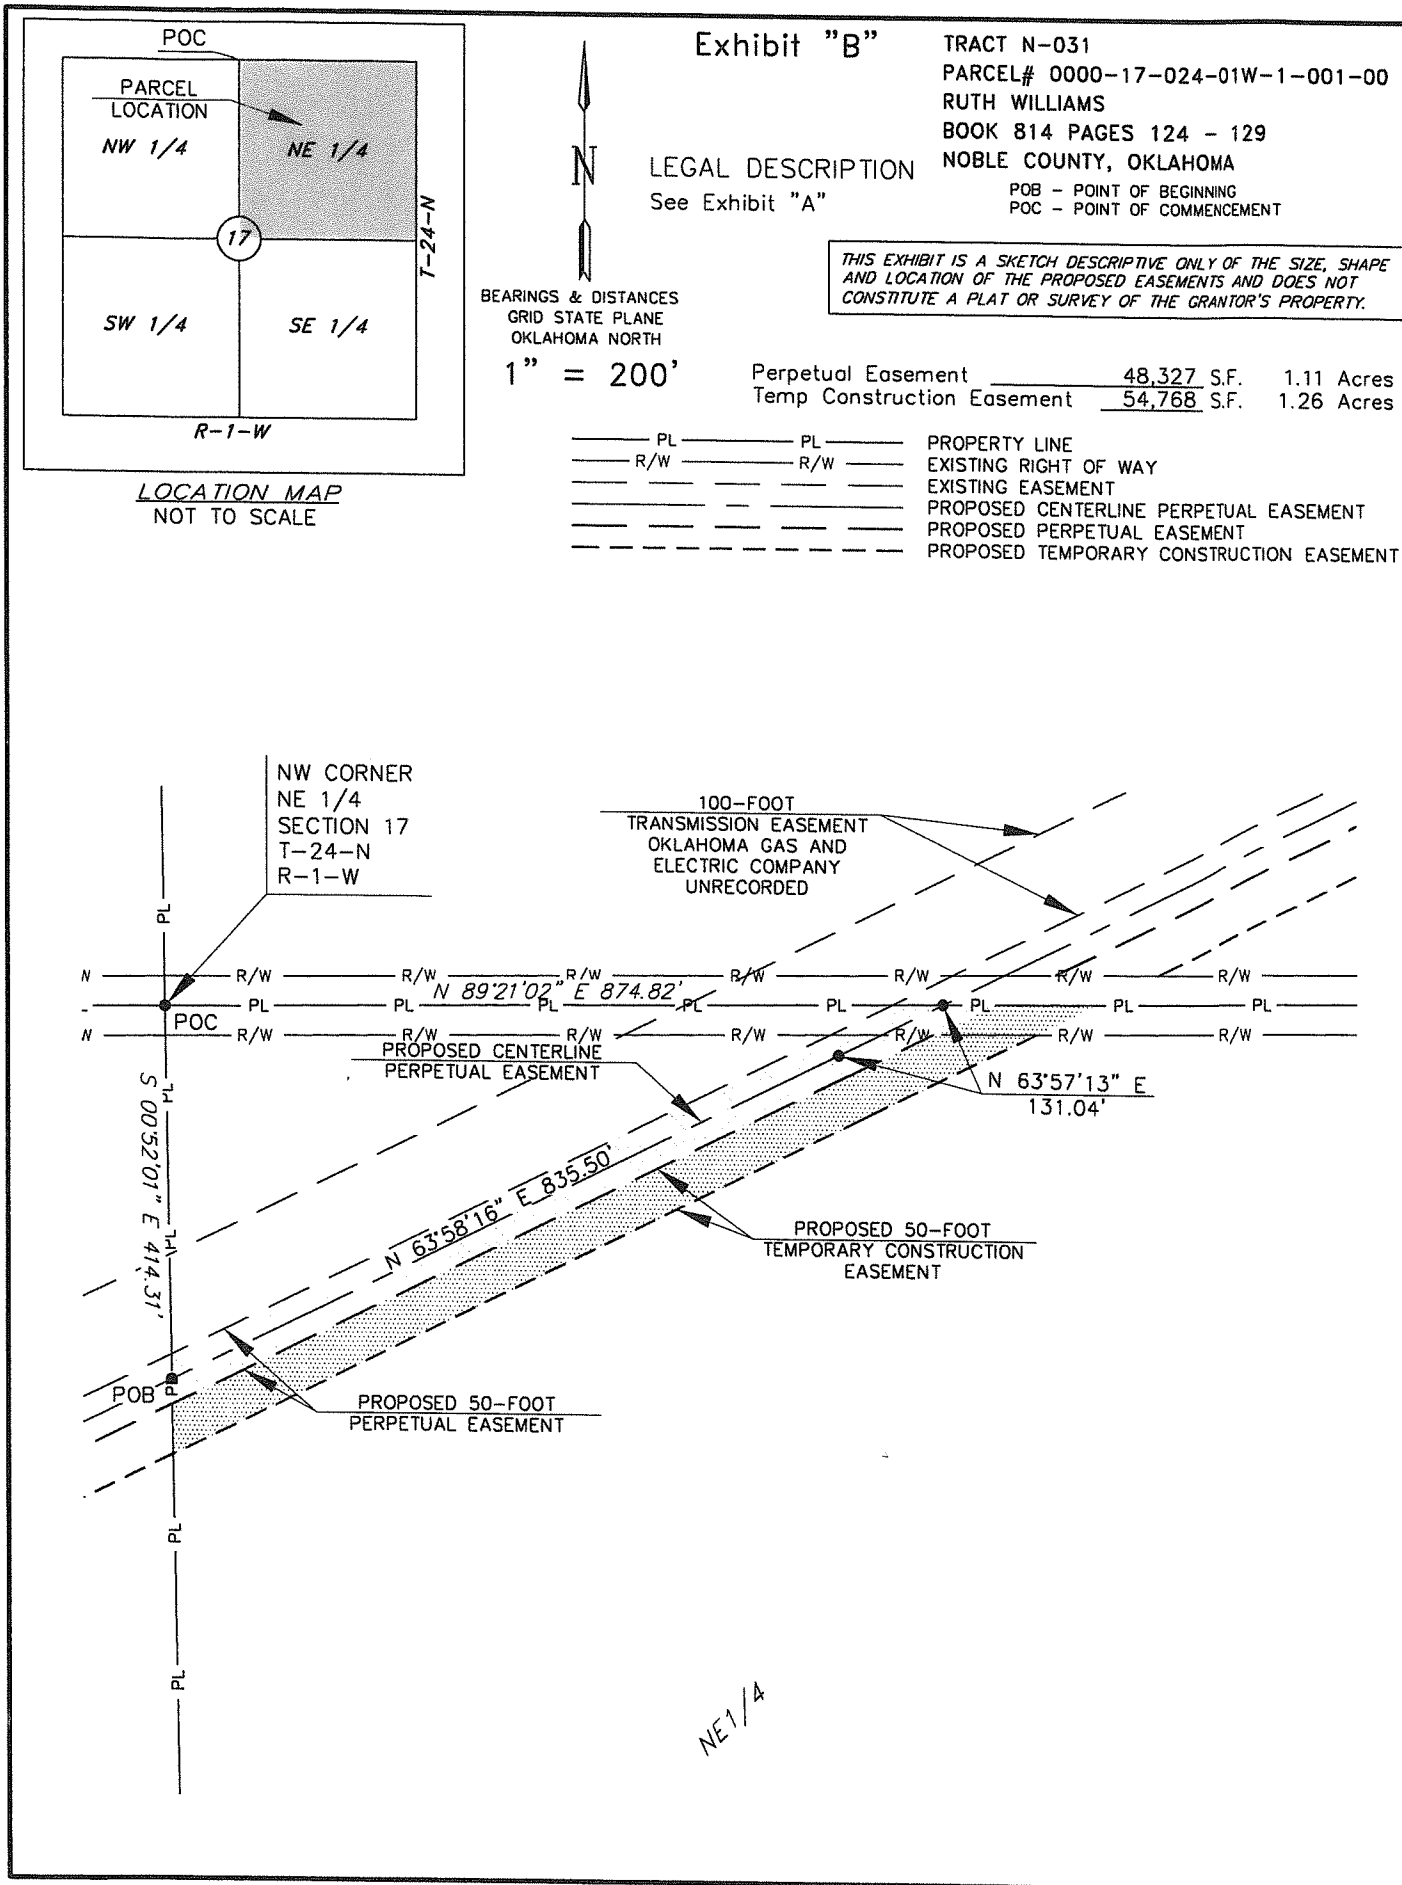 POC
PARCEL
LOCATION
NW 1/4
NE 1/4
17
SW 1/4
SE 1/4
T-24-N
R-1-W
LOCATION MAP
NOT TO SCALE
N
BEARINGS & DISTANCES
GRID STATE PLANE
OKLAHOMA NORTH
1" = 200'
Exhibit "B"
LEGAL DESCRIPTION
See Exhibit "A"
TRACT N-031
PARCEL# 0000-17-024-01W-1-001-00
RUTH WILLIAMS
BOOK 814 PAGES 124 - 129
NOBLE COUNTY, OKLAHOMA
POB - POINT OF BEGINNING
POC - POINT OF COMMENCEMENT
THIS EXHIBIT IS A SKETCH DESCRIPTIVE ONLY OF THE SIZE, SHAPE
AND LOCATION OF THE PROPOSED EASEMENTS AND DOES NOT
CONSTITUTE A PLAT OR SURVEY OF THE GRANTOR'S PROPERTY.
Perpetual Easement 48,327 S.F. 1.11 Acres
Temp Construction Easement 54,768 S.F. 1.26 Acres
PL PL PROPERTY LINE
R/W R/W EXISTING RIGHT OF WAY
EXISTING EASEMENT
PROPOSED CENTERLINE PERPETUAL EASEMENT
PROPOSED PERPETUAL EASEMENT
PROPOSED TEMPORARY CONSTRUCTION EASEMENT
NW CORNER
NE 1/4
SECTION 17
T-24-N
R-1-W
100-FOOT
TRANSMISSION EASEMENT
OKLAHOMA GAS AND
ELECTRIC COMPANY
UNRECORDED
PL
N R/W R/W R/W R/W R/W R/W R/W
N 89°21'02" E 874.82'
PL PL PL PL PL PL PL
POC
N R/W R/W R/W R/W R/W R/W R/W
PROPOSED CENTERLINE
PERPETUAL EASEMENT
N 63°57'13" E
131.04'
S 00°52'01" E 414.31'
PL
PL
N 63°58'16" E 835.50'
PROPOSED 50-FOOT
TEMPORARY CONSTRUCTION
EASEMENT
POB
PL
PROPOSED 50-FOOT
PERPETUAL EASEMENT
PL
PL
NE1/4